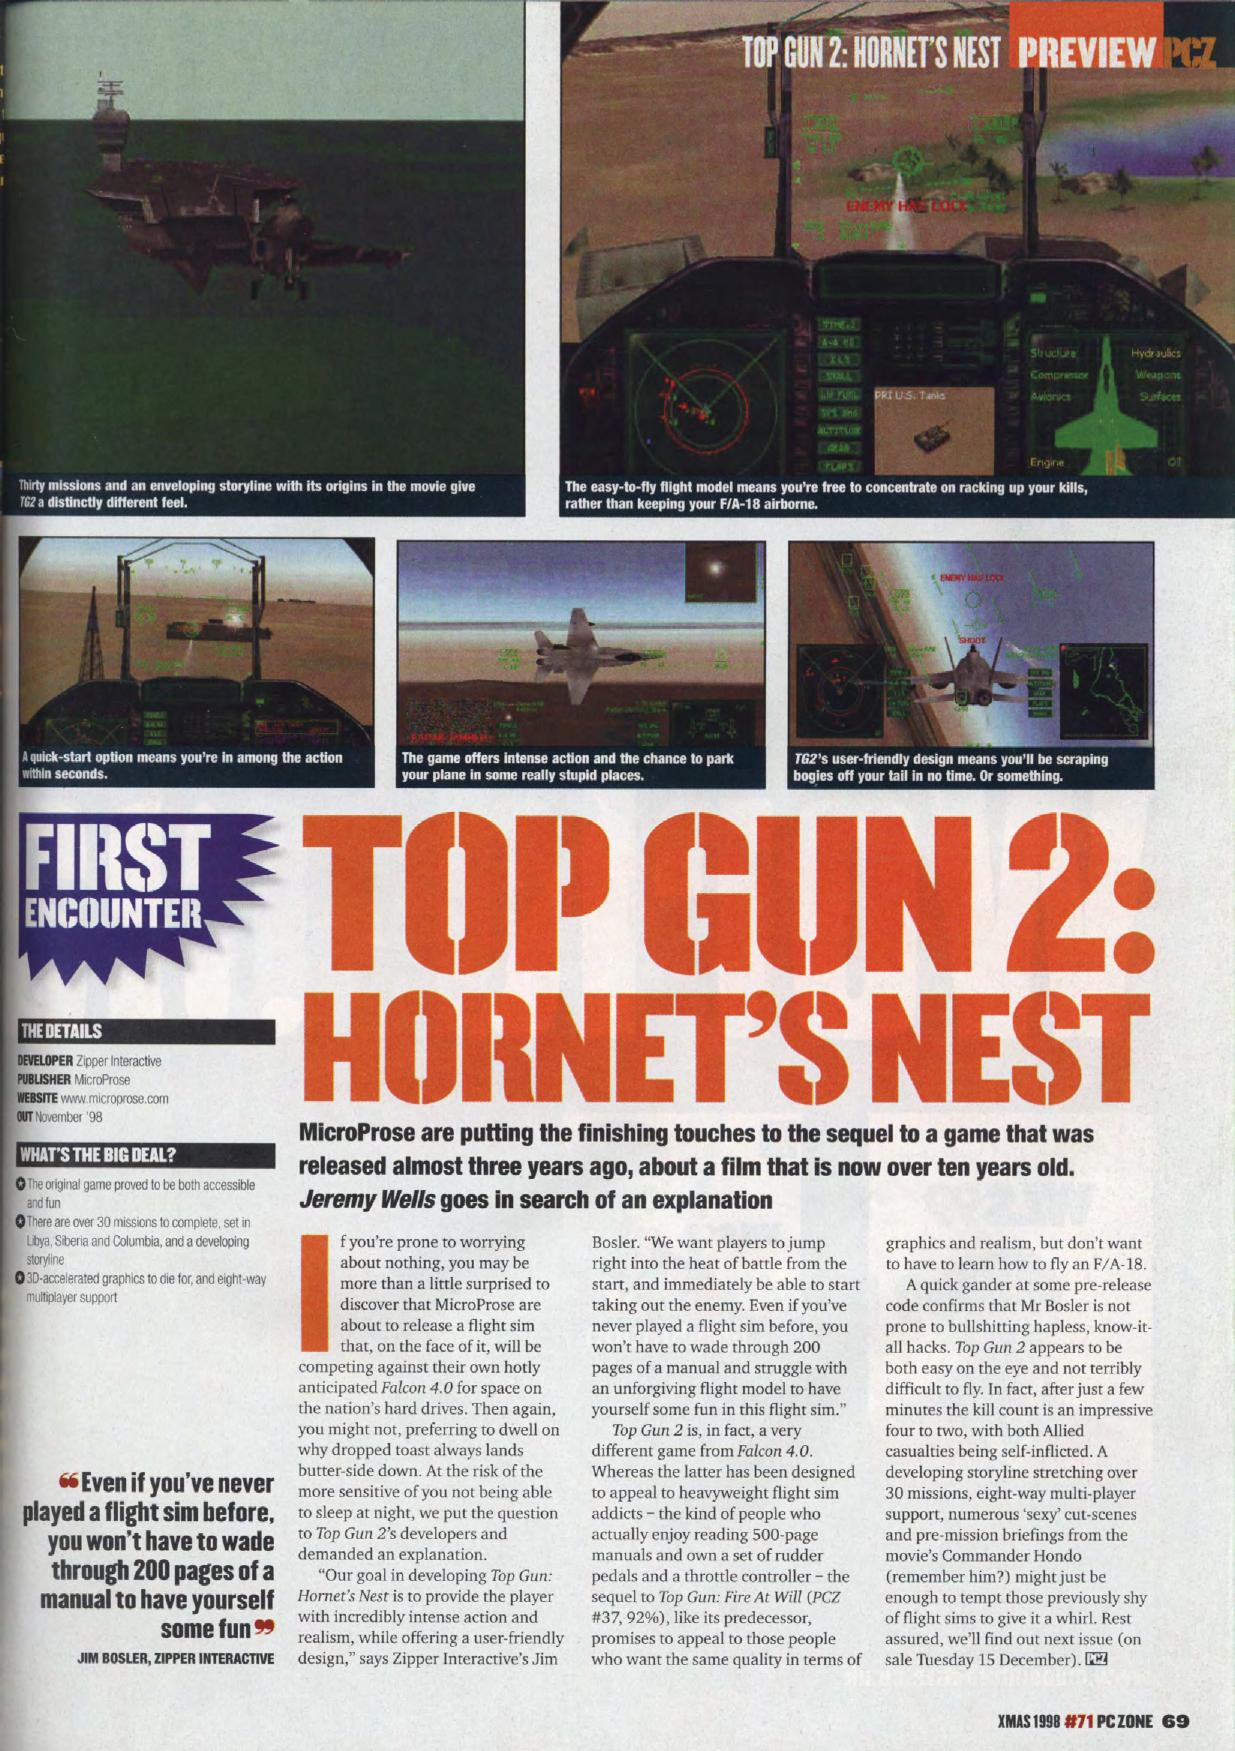 TOP GUN 2: HORNET'S NEST PREVIEW PCZ
ENEMY HAS LOCK
Structure Hydraulics
Compressor Weapons
Avionics Surfaces
PRI U.S. Tanks
STALL
ALTITUDE
GEAR
FLAPS
Engine Oil
Thirty missions and an enveloping storyline with its origins in the movie give
TG2 a distinctly different feel.
The easy-to-fly flight model means you're free to concentrate on racking up your kills,
rather than keeping your F/A-18 airborne.
ENEMY HAS LOCK
SHOOT
A quick-start option means you're in among the action
within seconds.
The game offers intense action and the chance to park
your plane in some really stupid places.
TG2's user-friendly design means you'll be scraping
bogies off your tail in no time. Or something.
FIRST
ENCOUNTER
TOP GUN 2:
HORNET'S NEST
THE DETAILS
DEVELOPER Zipper Interactive
PUBLISHER MicroProse
WEBSITE www.microprose.com
OUT November '98
WHAT'S THE BIG DEAL?
The original game proved to be both accessible
and fun
There are over 30 missions to complete, set in
Libya, Siberia and Columbia, and a developing
storyline
3D-accelerated graphics to die for, and eight-way
multiplayer support
“Even if you've never
played a flight sim before,
you won't have to wade
through 200 pages of a
manual to have yourself
some fun”
JIM BOSLER, ZIPPER INTERACTIVE
MicroProse are putting the finishing touches to the sequel to a game that was
released almost three years ago, about a film that is now over ten years old.
Jeremy Wells goes in search of an explanation
If you're prone to worrying
about nothing, you may be
more than a little surprised to
discover that MicroProse are
about to release a flight sim
that, on the face of it, will be
competing against their own hotly
anticipated Falcon 4.0 for space on
the nation's hard drives. Then again,
you might not, preferring to dwell on
why dropped toast always lands
butter-side down. At the risk of the
more sensitive of you not being able
to sleep at night, we put the question
to Top Gun 2's developers and
demanded an explanation.
“Our goal in developing Top Gun:
Hornet's Nest is to provide the player
with incredibly intense action and
realism, while offering a user-friendly
design,” says Zipper Interactive's Jim
Bosler. “We want players to jump
right into the heat of battle from the
start, and immediately be able to start
taking out the enemy. Even if you've
never played a flight sim before, you
won't have to wade through 200
pages of a manual and struggle with
an unforgiving flight model to have
yourself some fun in this flight sim.”
Top Gun 2 is, in fact, a very
different game from Falcon 4.0.
Whereas the latter has been designed
to appeal to heavyweight flight sim
addicts – the kind of people who
actually enjoy reading 500-page
manuals and own a set of rudder
pedals and a throttle controller – the
sequel to Top Gun: Fire At Will (PCZ
#37, 92%), like its predecessor,
promises to appeal to those people
who want the same quality in terms of
graphics and realism, but don't want
to have to learn how to fly an F/A-18.
A quick gander at some pre-release
code confirms that Mr Bosler is not
prone to bullshitting hapless, know-it-
all hacks. Top Gun 2 appears to be
both easy on the eye and not terribly
difficult to fly. In fact, after just a few
minutes the kill count is an impressive
four to two, with both Allied
casualties being self-inflicted. A
developing storyline stretching over
30 missions, eight-way multi-player
support, numerous ‘sexy’ cut-scenes
and pre-mission briefings from the
movie's Commander Hondo
(remember him?) might just be
enough to tempt those previously shy
of flight sims to give it a whirl. Rest
assured, we'll find out next issue (on
sale Tuesday 15 December). PCZ
XMAS 1998 #71 PC ZONE 69